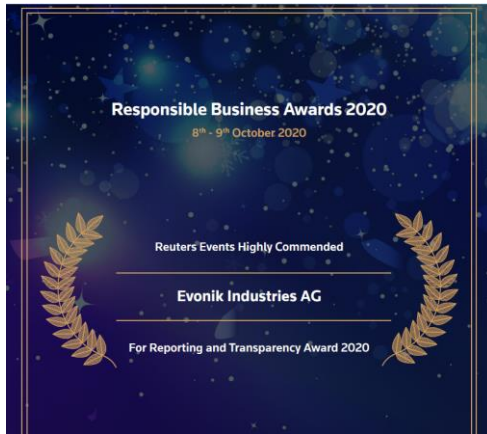 Responsible Business Awards 2020
8th - 9th October 2020
Reuters Events Highly Commended
Evonik Industries AG
For Reporting and Transparency Award 2020